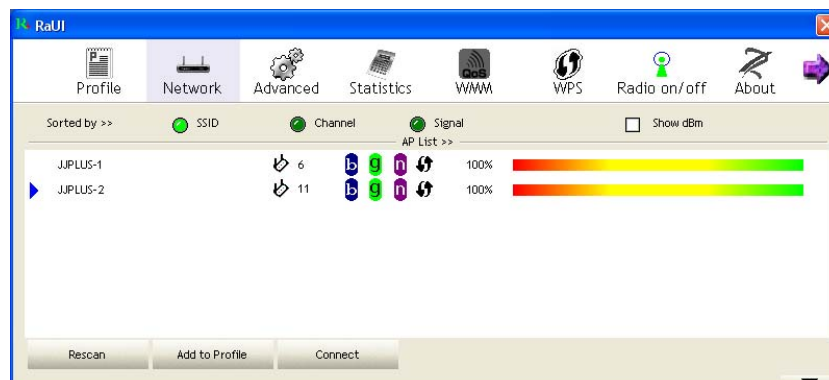 RaUI
Profile Network Advanced Statistics QoS WMM WPS Radio on/off About
Sorted by >> SSID Channel Signal Show dBm
AP List >>
JJPLUS-1 6 b g n 100%
JJPLUS-2 11 b g n 100%
Rescan Add to Profile Connect